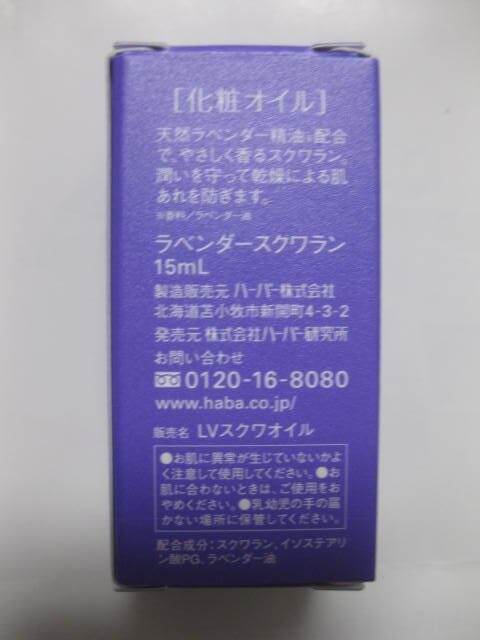 ［化粧オイル］
天然ラベンダー精油※配合
で、やさしく香るスクワラン。
潤いを守って乾燥による肌
あれを防ぎます。
※香料／ラベンダー油
ラベンダースクワラン
15mL
製造販売元 ハーバー株式会社
北海道苫小牧市新開町4-3-2
発売元 株式会社ハーバー研究所
お問い合わせ
0120-16-8080
www.haba.co.jp/
販売名 LVスクワオイル
●お肌に異常が生じていないかよ
く注意して使用してください。●お
肌に合わないときは、ご使用をお
やめください。●乳幼児の手の届
かない場所に保管してください。
配合成分：スクワラン、イソステアリ
ン酸PG、ラベンダー油